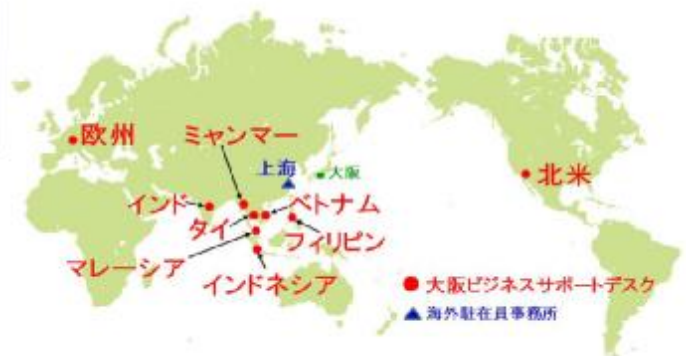 欧州
ミャンマー
上海
大阪
北米
インド
ベトナム
タイ
フィリピン
マレーシア
インドネシア
大阪ビジネスサポートデスク
海外駐在員事務所